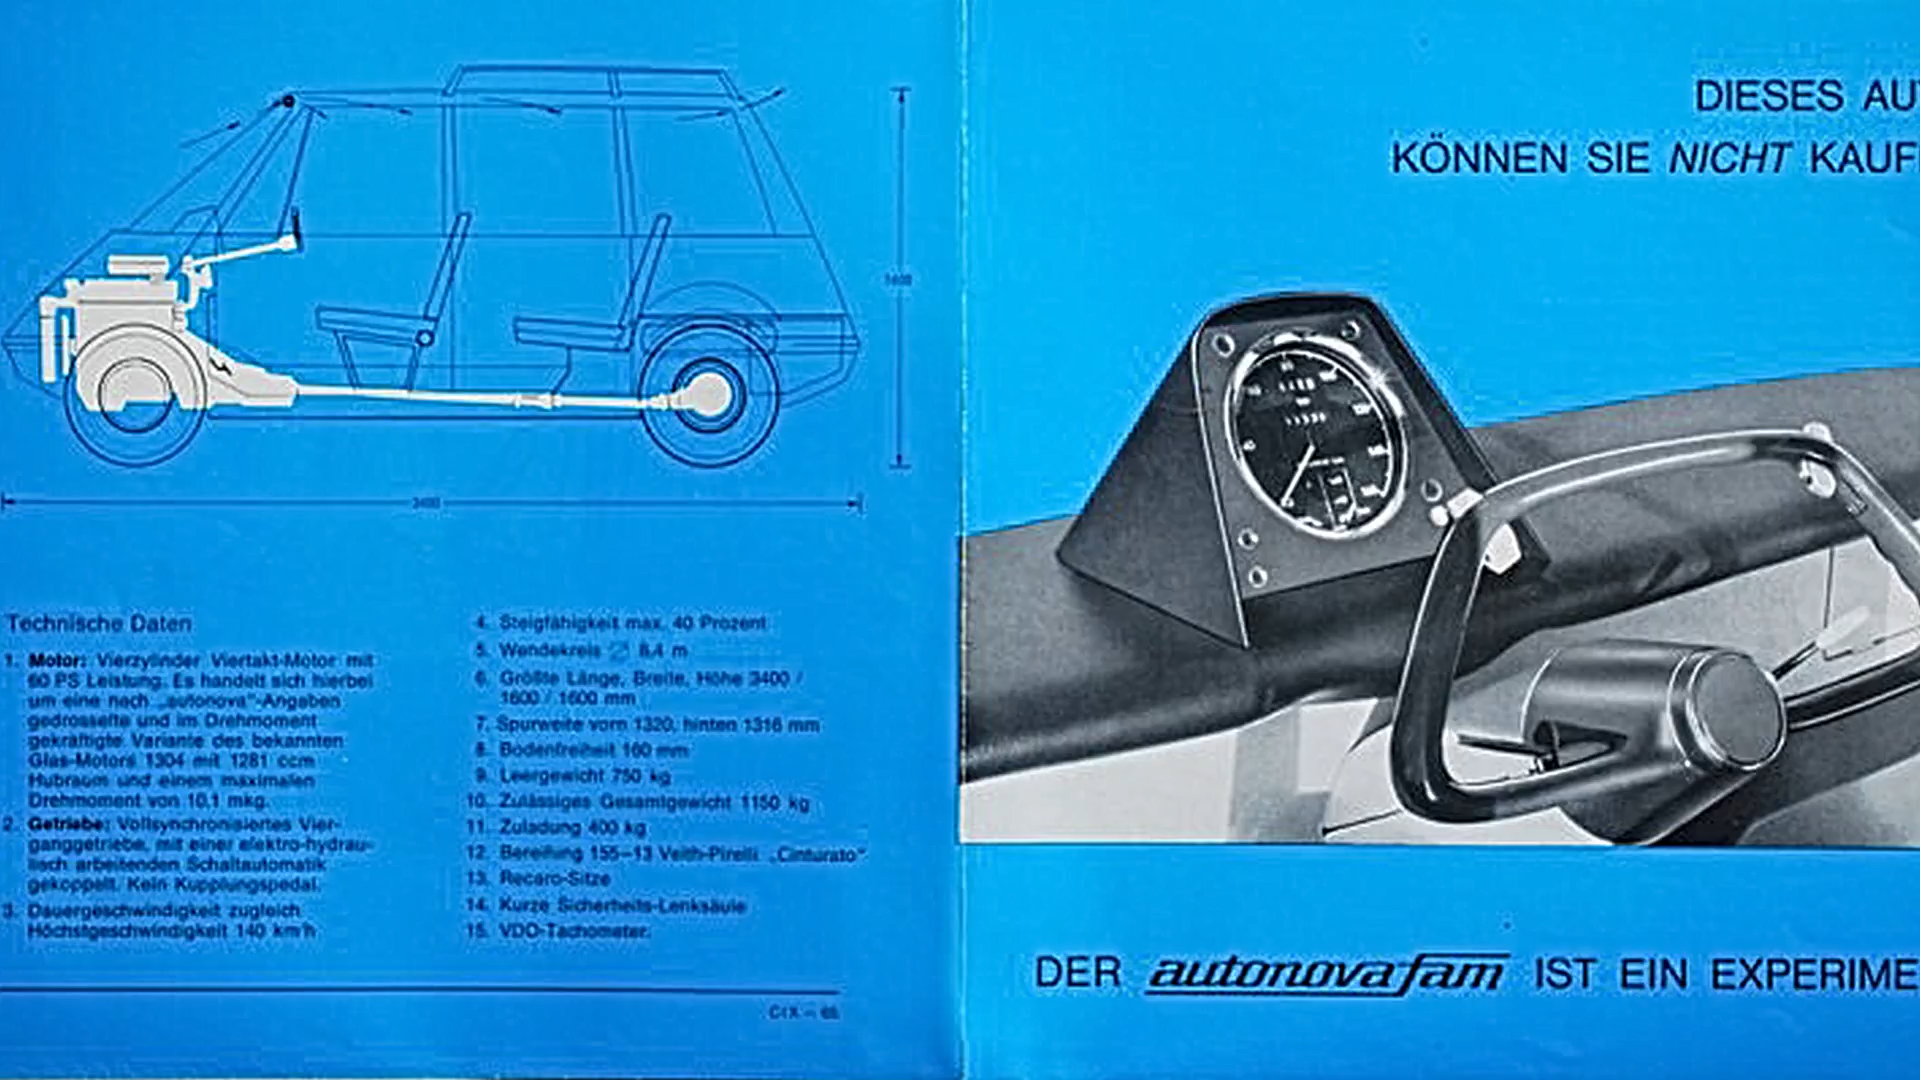 1600
3400
Technische Daten
1. Motor: Vierzylinder Viertakt-Motor mit
60 PS Leistung. Es handelt sich hierbei
um eine nach „autonova"-Angaben
gedrosselte und im Drehmoment
gekräftigte Variante des bekannten
Glas-Motors 1304 mit 1281 ccm
Hubraum und einem maximalen
Drehmoment von 10,1 mkg.
2. Getriebe: Vollsynchronisiertes Vier-
ganggetriebe, mit einer elektro-hydrau-
lisch arbeitenden Schaltautomatik
gekoppelt. Kein Kupplungspedal.
3. Dauergeschwindigkeit zugleich
Höchstgeschwindigkeit 140 km/h
4. Steigfähigkeit max. 40 Prozent
5. Wendekreis ∅ 8,4 m
6. Größte Länge, Breite, Höhe 3400 /
1600 / 1600 mm
7. Spurweite vorn 1320, hinten 1316 mm
8. Bodenfreiheit 160 mm
9. Leergewicht 750 kg
10. Zulässiges Gesamtgewicht 1150 kg
11. Zuladung 400 kg
12. Bereifung 155–13 Veith-Pirelli „Cinturato"
13. Recaro-Sitze
14. Kurze Sicherheits-Lenksäule
15. VDO-Tachometer.
DIESES AU
KÖNNEN SIE NICHT KAUF
DER autonova fam IST EIN EXPERIME